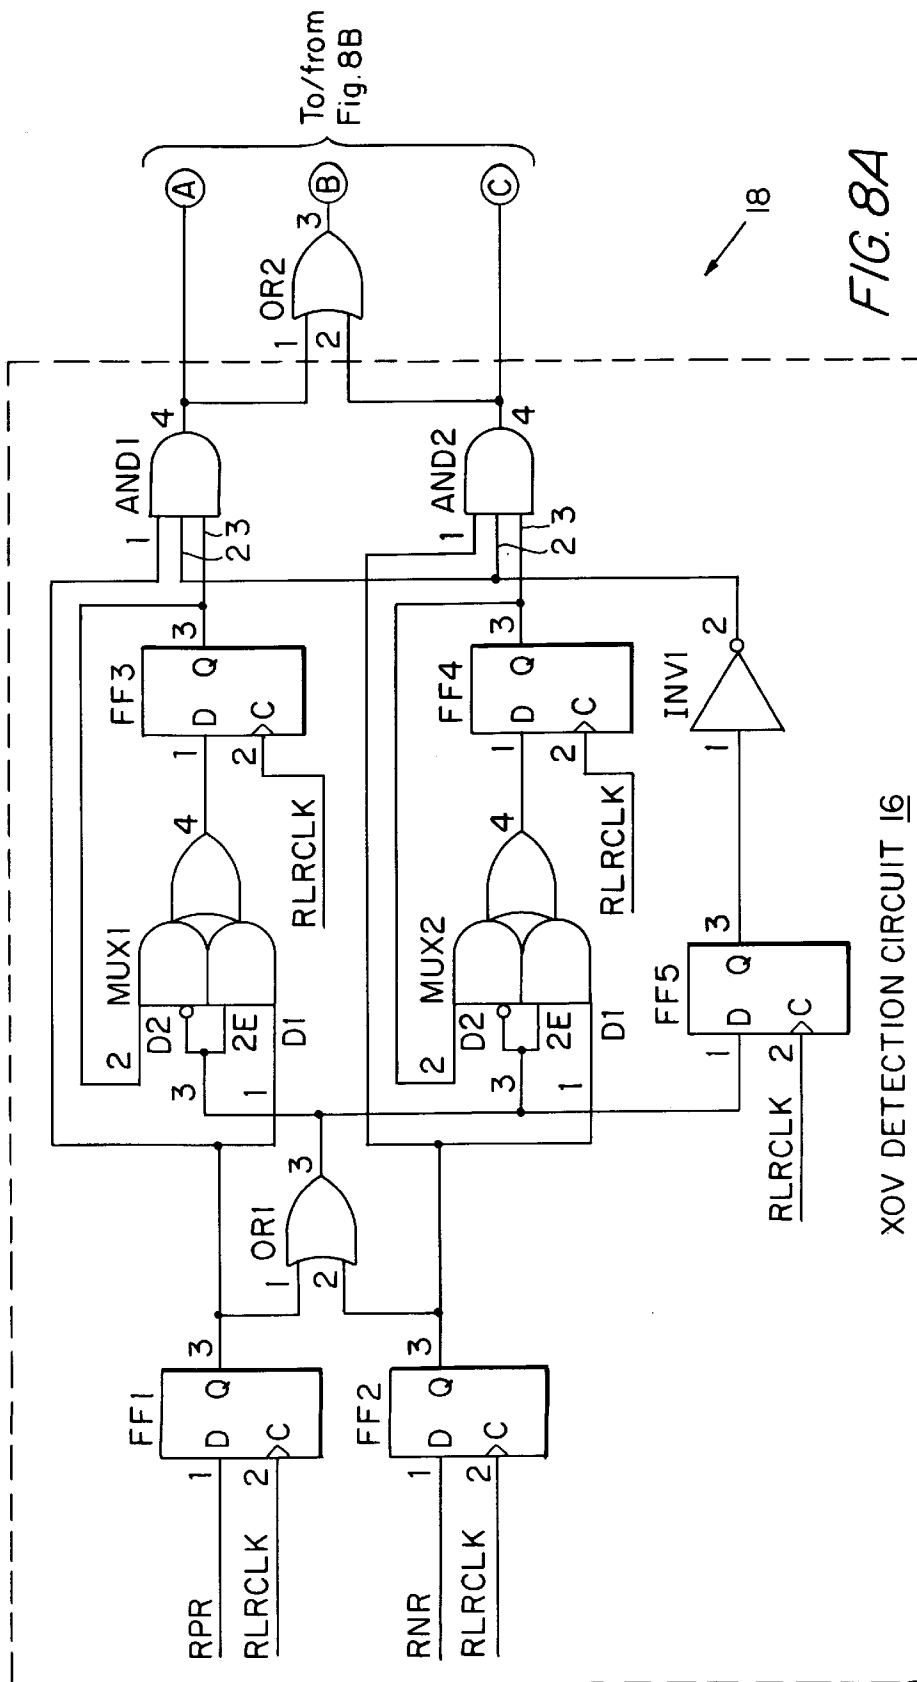 To/from
Fig. 8B
A
B
C
18
FIG. 8A
OR2
1
2
3
AND1
1
2
3
4
AND2
1
2
3
4
FF3
D
Q
C
1
2
3
RLRCLK
FF4
D
Q
C
1
2
3
RLRCLK
INV1
1
2
MUX1
D2
2E
D1
2
3
1
4
MUX2
D2
2E
D1
2
3
1
4
FF5
D
Q
C
1
2
3
RLRCLK
OR1
1
2
3
FF1
D
Q
C
1
2
3
RPR
RLRCLK
FF2
D
Q
C
1
2
3
RNR
RLRCLK
XOV DETECTION CIRCUIT 16